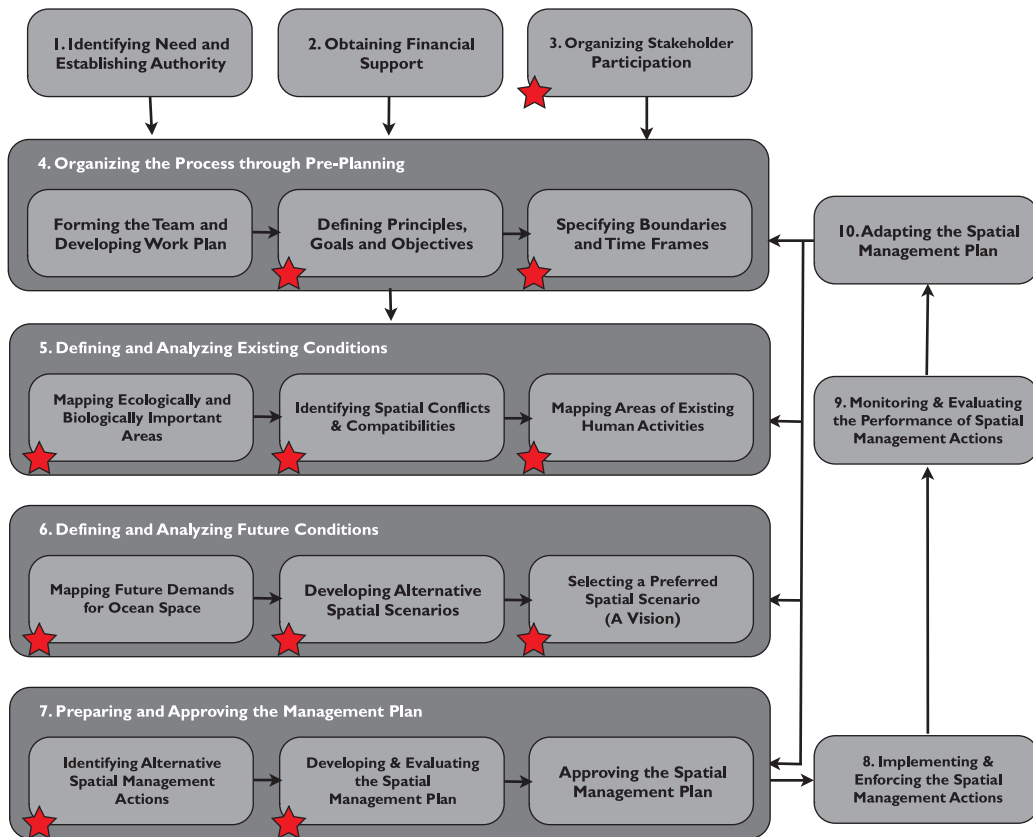 1. Identifying Need and
Establishing Authority
2. Obtaining Financial
Support
3. Organizing Stakeholder
Participation
4. Organizing the Process through Pre-Planning
Forming the Team and
Developing Work Plan
Defining Principles,
Goals and Objectives
Specifying Boundaries
and Time Frames
10. Adapting the Spatial
Management Plan
5. Defining and Analyzing Existing Conditions
Mapping Ecologically and
Biologically Important
Areas
Identifying Spatial Conflicts
& Compatibilities
Mapping Areas of Existing
Human Activities
9. Monitoring & Evaluating
the Performance of Spatial
Management Actions
6. Defining and Analyzing Future Conditions
Mapping Future Demands
for Ocean Space
Developing Alternative
Spatial Scenarios
Selecting a Preferred
Spatial Scenario
(A Vision)
7. Preparing and Approving the Management Plan
Identifying Alternative
Spatial Management
Actions
Developing & Evaluating
the Spatial
Management Plan
Approving the Spatial
Management Plan
8. Implementing &
Enforcing the Spatial
Management Actions